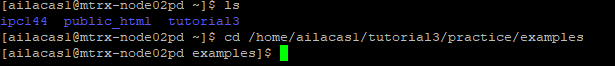 [ailacas1@mtrx-node02pd ~]$ ls
ipc144  public_html  tutorial3
[ailacas1@mtrx-node02pd ~]$ cd /home/ailacas1/tutorial3/practice/examples
[ailacas1@mtrx-node02pd examples]$